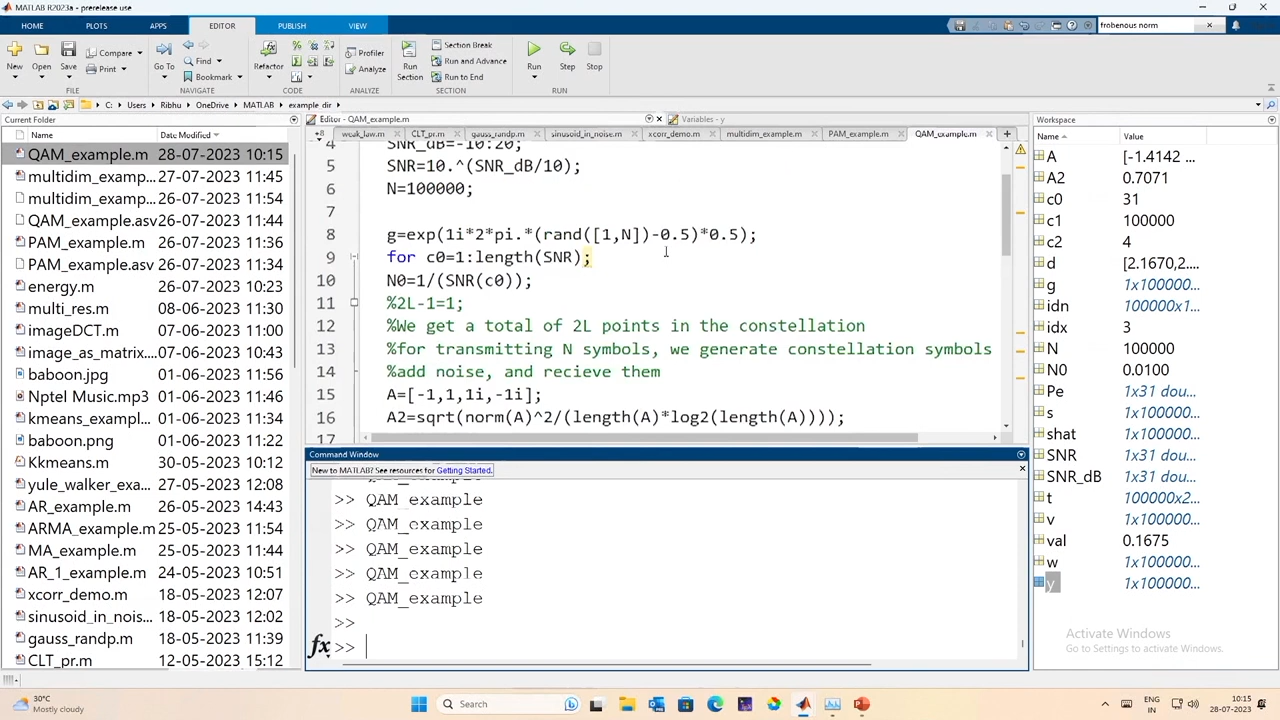 MATLAB R2023a - prerelease use
HOME PLOTS APPS EDITOR PUBLISH VIEW
frobenous norm
New Open Save Compare Print Go To Find Bookmark Refactor Profiler Analyze Run Section Section Break Run and Advance Run to End Run Step Stop
FILE NAVIGATE CODE ANALYZE SECTION RUN
C: Users Ribhu OneDrive MATLAB example_dir
Current Folder
Name Date Modified
QAM_example.m 28-07-2023 10:15
multidim_examp... 27-07-2023 11:45
multidim_examp... 28-07-2023 11:54
QAM_example.asv 26-07-2023 11:44
PAM_example.m 26-07-2023 11:43
PAM_example.asv 26-07-2023 11:34
energy.m 26-07-2023 10:23
multi_res.m 08-06-2023 11:30
imageDCT.m 07-06-2023 11:00
image_as_matrix... 07-06-2023 10:43
baboon.jpg 01-06-2023 11:56
Nptel Music.mp3 01-06-2023 11:46
kmeans_exampl... 01-06-2023 11:34
baboon.png 01-06-2023 11:22
Kkmeans.m 30-05-2023 10:12
yule_walker_exa... 27-05-2023 12:08
AR_example.m 26-05-2023 14:43
ARMA_example.m 25-05-2023 11:54
MA_example.m 25-05-2023 11:44
AR_1_example.m 24-05-2023 10:51
xcorr_demo.m 18-05-2023 12:07
sinusoid_in_nois... 18-05-2023 12:02
gauss_randp.m 18-05-2023 11:39
CLT_pr.m 12-05-2023 15:12
Editor - QAM_example.m Variables - y
weak_law.m CLT_pr.m gauss_randp.m sinusoid_in_noise.m xcorr_demo.m multidim_example.m PAM_example.m QAM_example.m
4 SNR_dB=-10:20;
5 SNR=10.^(SNR_dB/10);
6 N=100000;
7
8 g=exp(1i*2*pi.*(rand([1,N])-0.5)*0.5);
9 for c0=1:length(SNR);
10 N0=1/(SNR(c0));
11 %2L-1=1;
12 %We get a total of 2L points in the constellation
13 %for transmitting N symbols, we generate constellation symbols
14 %add noise, and recieve them
15 A=[-1,1,1i,-1i];
16 A2=sqrt(norm(A)^2/(length(A)*log2(length(A))));
17
Command Window
New to MATLAB? See resources for Getting Started.
>> QAM_example
>> QAM_example
>> QAM_example
>> QAM_example
>> QAM_example
>>
fx >>
Workspace
Name Value
A [-1.4142 ...
A2 0.7071
c0 31
c1 100000
c2 4
d [2.1670,2....
g 1x100000...
idn 100000x1...
idx 3
N 100000
N0 0.0100
Pe 1x31 dou...
s 1x100000...
shat 1x100000...
SNR 1x31 dou...
SNR_dB 1x31 dou...
t 100000x2...
v 1x100000...
val 0.1675
w 1x100000...
y 1x100000...
Activate Windows
Go to Settings to activate Windows.
30°C
Mostly cloudy
Search
ENG
IN
10:15
28-07-2023